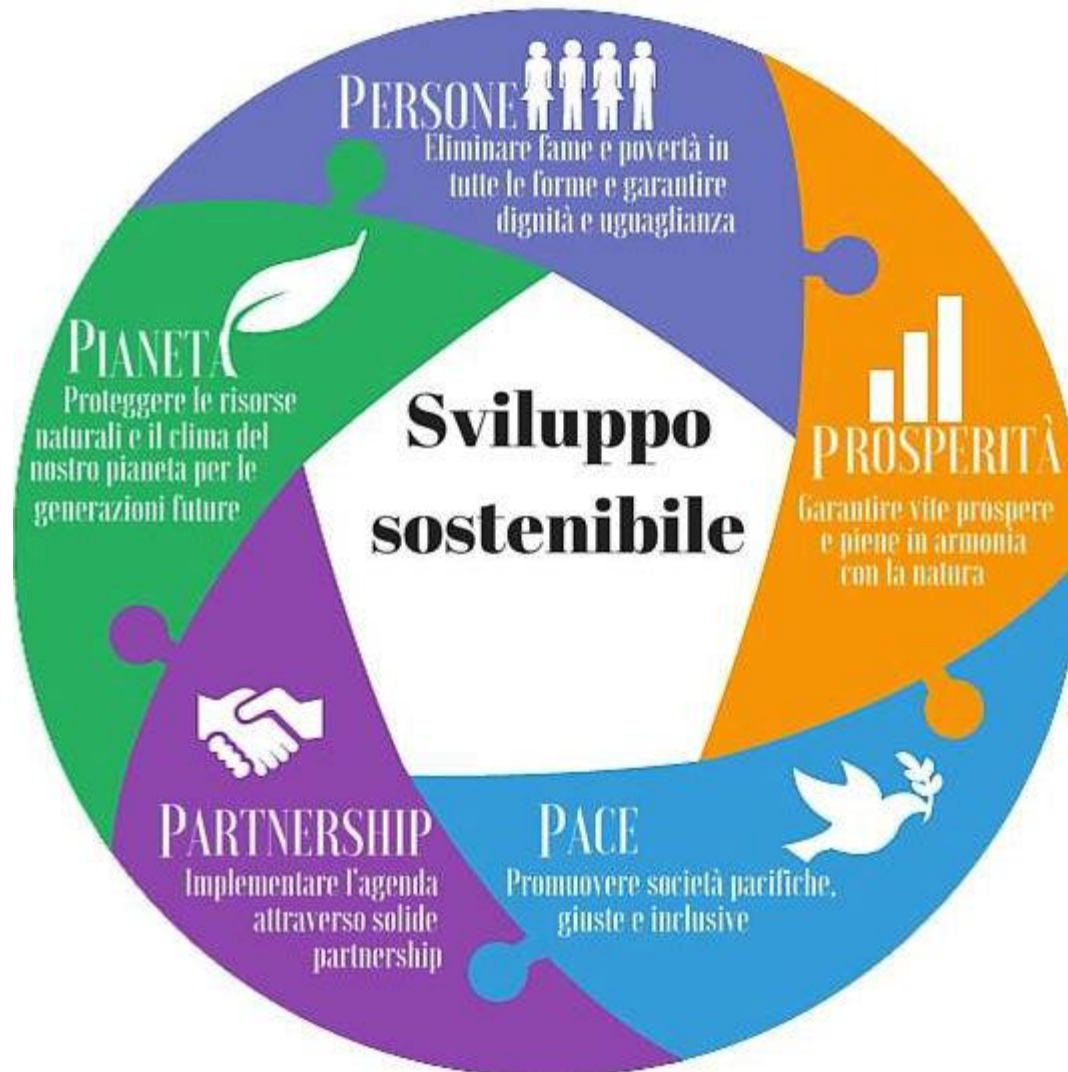 PERSONE
Eliminare fame e povertà in
tutte le forme e garantire
dignità e uguaglianza
PIANETA
Proteggere le risorse
naturali e il clima del
nostro pianeta per le
generazioni future
Sviluppo
sostenibile
PROSPERITÀ
Garantire vite prospere
e piene in armonia
con la natura
PARTNERSHIP
Implementare l'agenda
attraverso solide
partnership
PACE
Promuovere società pacifiche,
giuste e inclusive